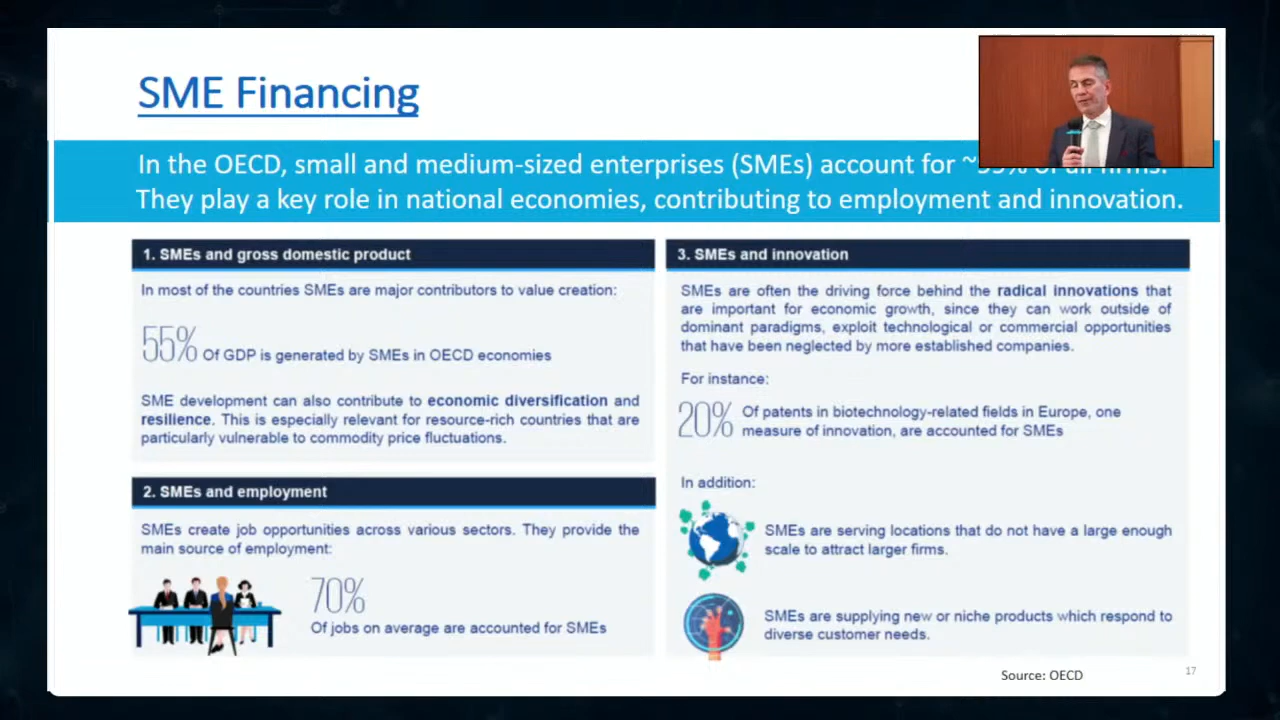 SME Financing
In the OECD, small and medium-sized enterprises (SMEs) account for ~99% of all firms.
They play a key role in national economies, contributing to employment and innovation.
1. SMEs and gross domestic product
In most of the countries SMEs are major contributors to value creation:
55% Of GDP is generated by SMEs in OECD economies
SME development can also contribute to economic diversification and
resilience. This is especially relevant for resource-rich countries that are
particularly vulnerable to commodity price fluctuations.
2. SMEs and employment
SMEs create job opportunities across various sectors. They provide the
main source of employment:
70%
Of jobs on average are accounted for SMEs
3. SMEs and innovation
SMEs are often the driving force behind the radical innovations that
are important for economic growth, since they can work outside of
dominant paradigms, exploit technological or commercial opportunities
that have been neglected by more established companies.
For instance:
20% Of patents in biotechnology-related fields in Europe, one
measure of innovation, are accounted for SMEs
In addition:
SMEs are serving locations that do not have a large enough
scale to attract larger firms.
SMEs are supplying new or niche products which respond to
diverse customer needs.
Source: OECD
17